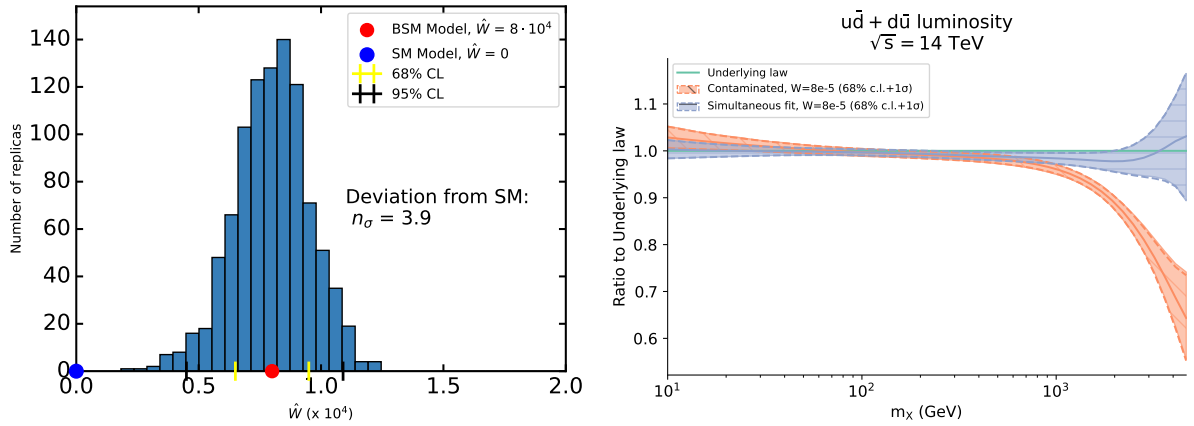 140
120
100
80
60
40
20
0
Number of replicas
BSM Model, Ŵ = 8 · 10⁴
SM Model, Ŵ = 0
68% CL
95% CL
Deviation from SM:
n_σ = 3.9
0.0 0.5 1.0 1.5 2.0
Ŵ (x 10⁴)
ud̄ + dū luminosity
√s = 14 TeV
Underlying law
Contaminated, W=8e-5 (68% c.l.+1σ)
Simultaneous fit, W=8e-5 (68% c.l.+1σ)
1.1
1.0
0.9
0.8
0.7
0.6
Ratio to Underlying law
10¹ 10² 10³
m_X (GeV)